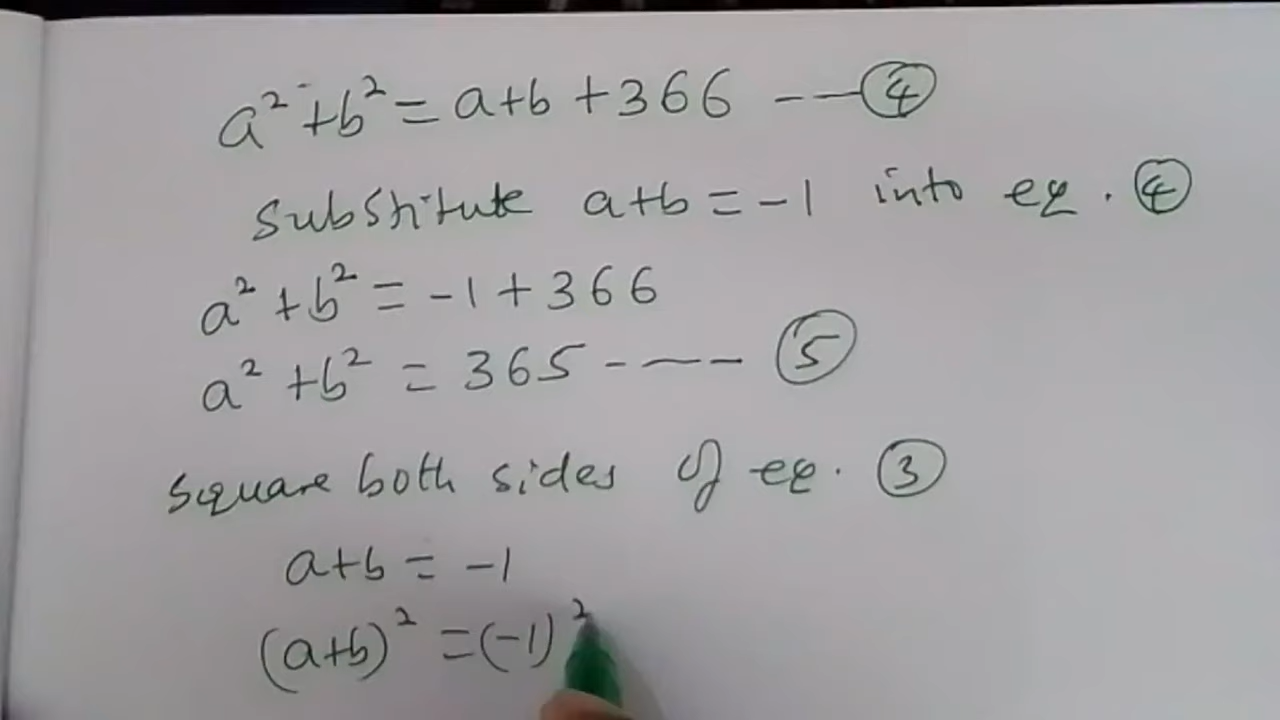 a² + b² = a+b + 366 --- ④
substitute a+b = -1 into eq. ④
a² + b² = -1 + 366
a² + b² = 365 ---- ⑤
square both sides of eq. ③
a+b = -1
(a+b)² = (-1)²